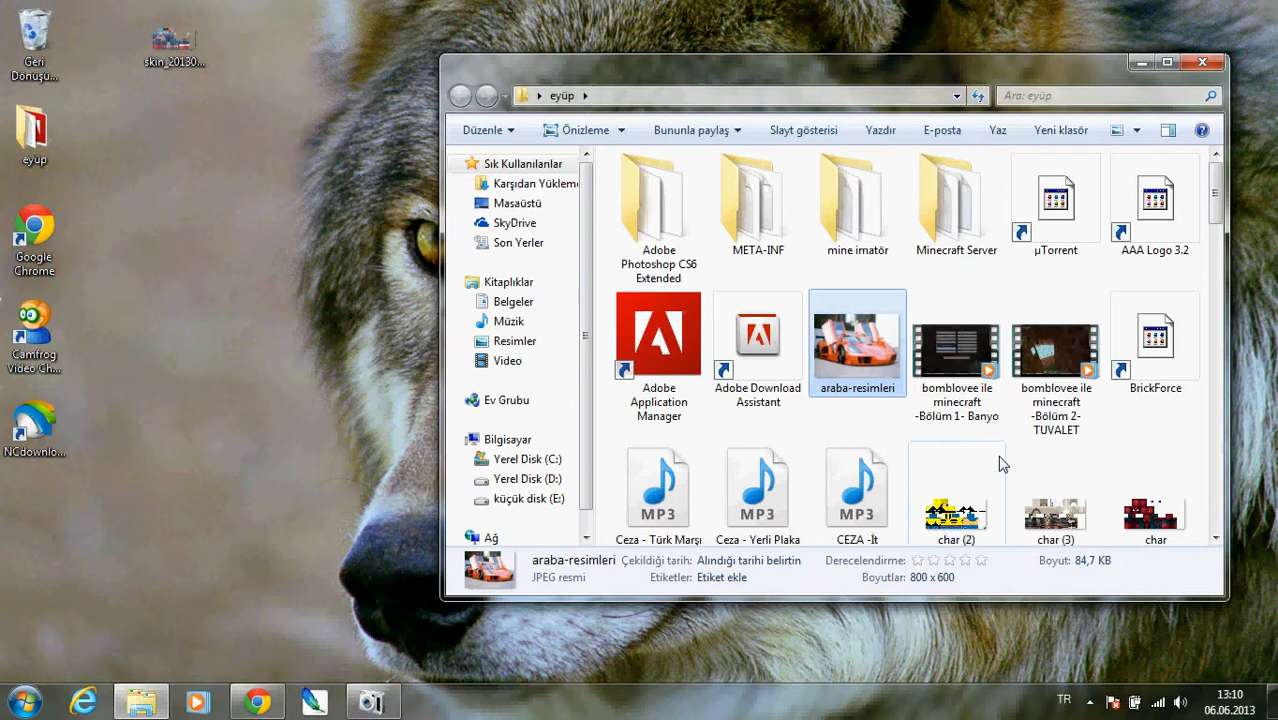 Geri
Dönüşü...
skin_20130...
eyüp
Google
Chrome
Camfrog
Video Ch...
NCdownlo...
eyüp
Ara: eyüp
Düzenle
Önizleme
Bununla paylaş
Slayt gösterisi
Yazdır
E-posta
Yaz
Yeni klasör
Sık Kullanılanlar
Karşıdan Yükleme
Masaüstü
SkyDrive
Son Yerler
Kitaplıklar
Belgeler
Müzik
Resimler
Video
Ev Grubu
Bilgisayar
Yerel Disk (C:)
Yerel Disk (D:)
küçük disk (E:)
Ağ
Adobe
Photoshop CS6
Extended
META-INF
mine imatör
Minecraft Server
µTorrent
AAA Logo 3.2
Adobe
Application
Manager
Adobe Download
Assistant
araba-resimleri
bomblovee ile
minecraft
-Bölüm 1- Banyo
bomblovee ile
minecraft
-Bölüm 2-
TUVALET
BrickForce
MP3
MP3
MP3
Ceza - Türk Marşı
Ceza - Yerli Plaka
CEZA -İt
char (2)
char (3)
char
araba-resimleri
JPEG resmi
Çekildiği tarih: Alındığı tarihi belirtin
Etiketler: Etiket ekle
Derecelendirme:
Boyutlar: 800 x 600
Boyut: 84,7 KB
TR
13:10
06.06.2013